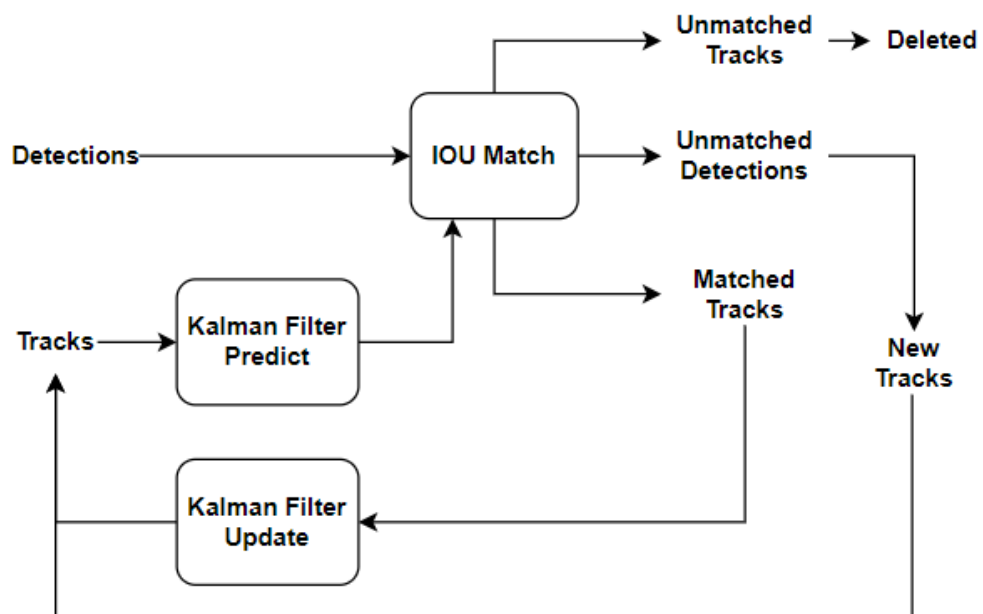 Unmatched
Tracks
Deleted
Detections
IOU Match
Unmatched
Detections
Matched
Tracks
Tracks
Kalman Filter
Predict
New
Tracks
Kalman Filter
Update